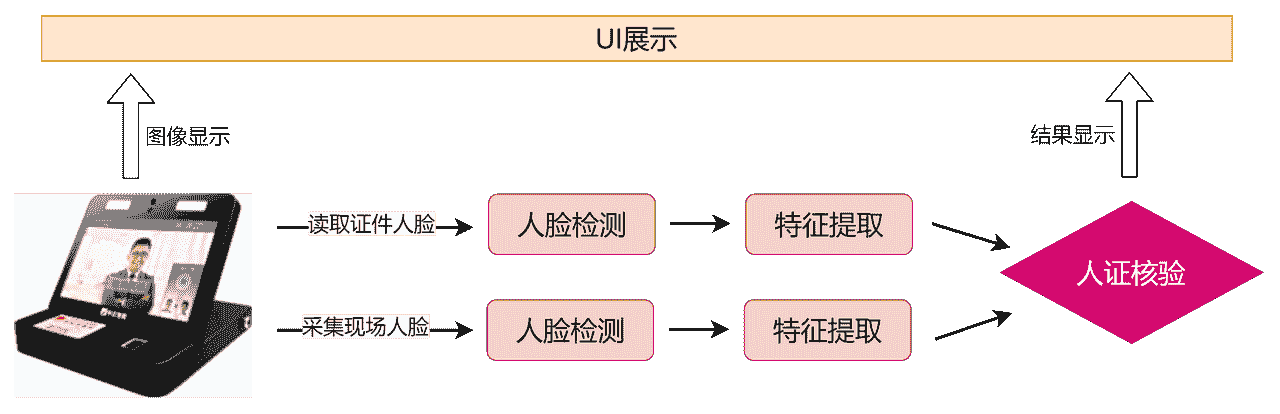 UI展示
图像显示
结果显示
读取证件人脸
人脸检测
特征提取
人证核验
采集现场人脸
人脸检测
特征提取